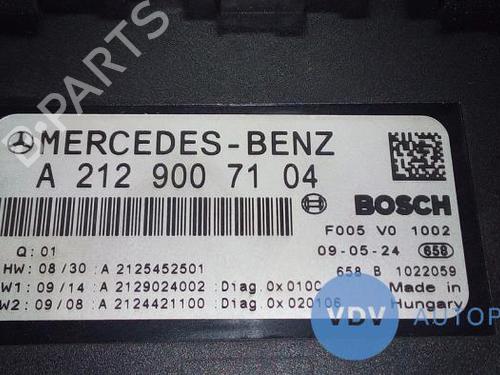 MERCEDES-BENZ
A 212 900 71 04
BOSCH
F005 V0 1002
Q: 01
09-05-24 658
HW: 08/30 :A 2125452501
658 B 1022059
W1: 09/14 :A 2129024002 :Diag.0x0100
Made in
W2: 09/08 :A 2124421100 :Diag.0x020106
Hungary
B-PARTS
VDV AUTOP